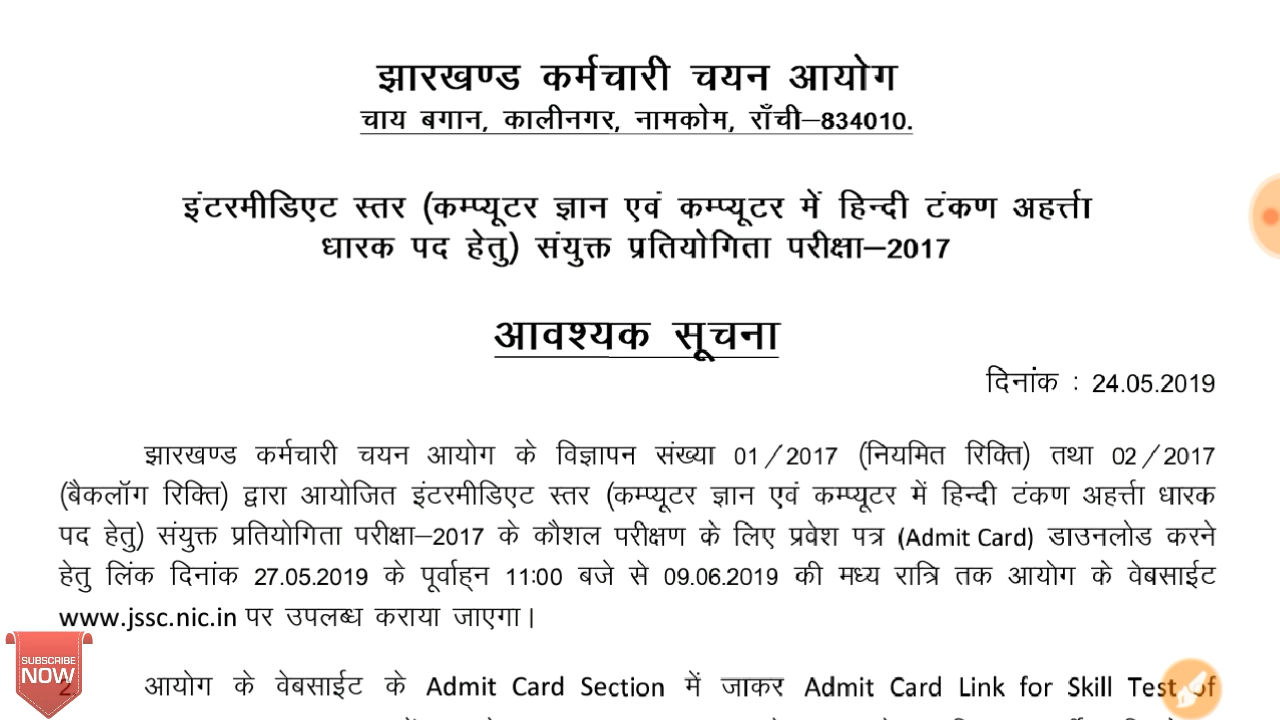 झारखण्ड कर्मचारी चयन आयोग
चाय बगान, कालीनगर, नामकोम, राँची–834010.
इंटरमीडिएट स्तर (कम्प्यूटर ज्ञान एवं कम्प्यूटर में हिन्दी टंकण अहर्त्ता
धारक पद हेतु) संयुक्त प्रतियोगिता परीक्षा–2017
आवश्यक सूचना
दिनांक : 24.05.2019
झारखण्ड कर्मचारी चयन आयोग के विज्ञापन संख्या 01/2017 (नियमित रिक्ति) तथा 02/2017
(बैकलॉग रिक्ति) द्वारा आयोजित इंटरमीडिएट स्तर (कम्प्यूटर ज्ञान एवं कम्प्यूटर में हिन्दी टंकण अहर्त्ता धारक
पद हेतु) संयुक्त प्रतियोगिता परीक्षा–2017 के कौशल परीक्षण के लिए प्रवेश पत्र (Admit Card) डाउनलोड करने
हेतु लिंक दिनांक 27.05.2019 के पूर्वाह्न 11:00 बजे से 09.06.2019 की मध्य रात्रि तक आयोग के वेबसाईट
www.jssc.nic.in पर उपलब्ध कराया जाएगा।
SUBSCRIBE
NOW
2. आयोग के वेबसाईट के Admit Card Section में जाकर Admit Card Link for Skill Test of